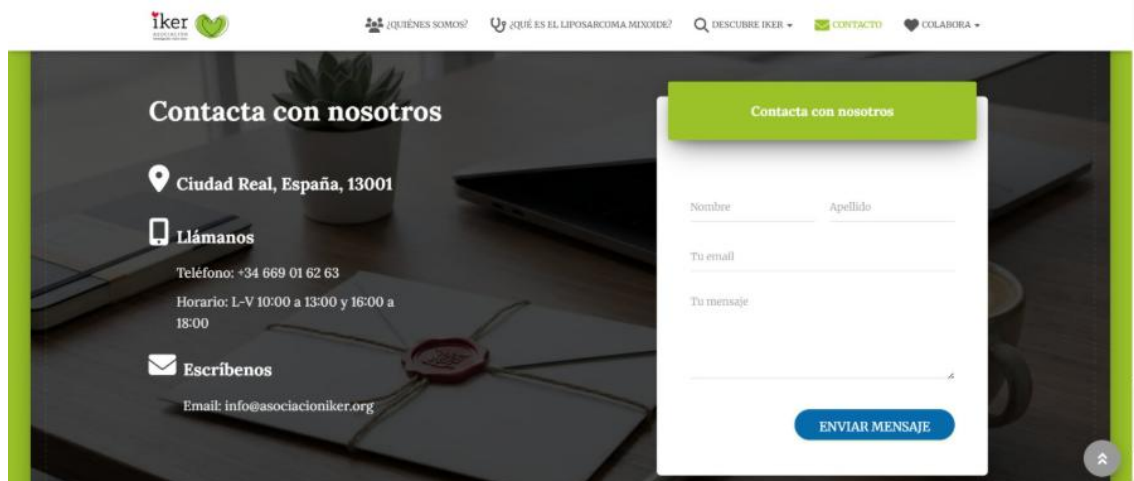 iker
ASOCIACIÓN
¿QUIÉNES SOMOS?
¿QUÉ ES EL LIPOSARCOMA MIXOIDE?
DESCUBRE IKER
CONTACTO
COLABORA
Contacta con nosotros
Ciudad Real, España, 13001
Llámanos
Teléfono: +34 669 01 62 63
Horario: L-V 10:00 a 13:00 y 16:00 a
18:00
Escríbenos
Email: info@asociacioniker.org
Contacta con nosotros
Nombre
Apellido
Tu email
Tu mensaje
ENVIAR MENSAJE